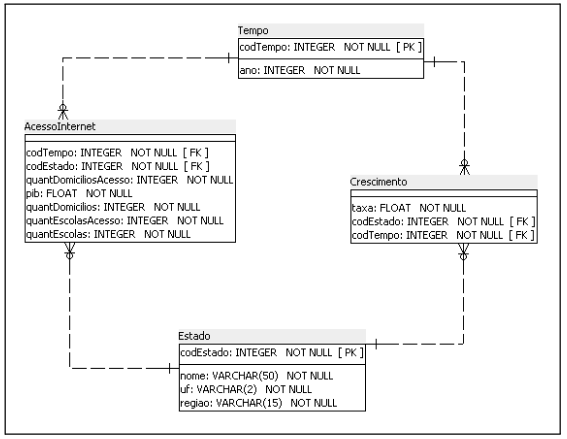 Tempo
codTempo: INTEGER NOT NULL [ PK ]
ano: INTEGER NOT NULL
AcessoInternet
codTempo: INTEGER NOT NULL [ FK ]
codEstado: INTEGER NOT NULL [ FK ]
quantDomiciliosAcesso: INTEGER NOT NULL
pib: FLOAT NOT NULL
quantDomicilios: INTEGER NOT NULL
quantEscolasAcesso: INTEGER NOT NULL
quantEscolas: INTEGER NOT NULL
Crescimento
taxa: FLOAT NOT NULL
codEstado: INTEGER NOT NULL [ FK ]
codTempo: INTEGER NOT NULL [ FK ]
Estado
codEstado: INTEGER NOT NULL [ PK ]
nome: VARCHAR(50) NOT NULL
uf: VARCHAR(2) NOT NULL
regiao: VARCHAR(15) NOT NULL